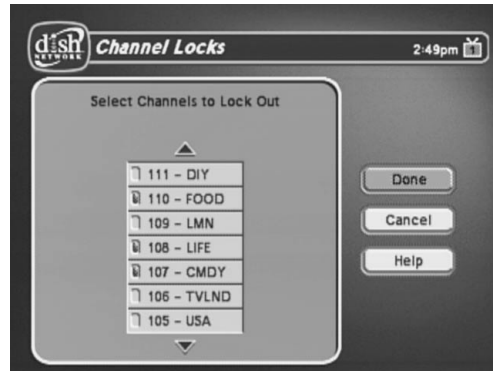 dish
NETWORK
Channel Locks
2:49pm
1
Select Channels to Lock Out
111 - DIY
110 - FOOD
109 - LMN
108 - LIFE
107 - CMDY
106 - TVLND
105 - USA
Done
Cancel
Help